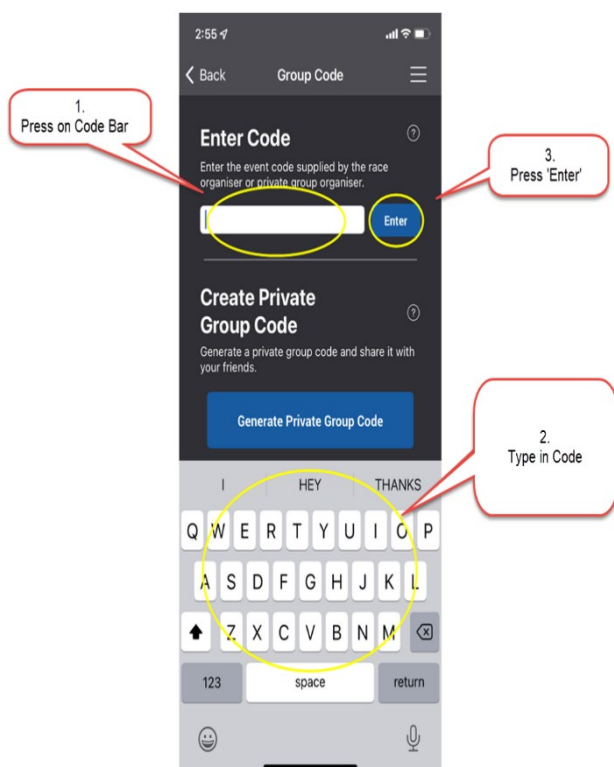 2:55
Back
Group Code
1.
Press on Code Bar
Enter Code
?
Enter the event code supplied by the race
organiser or private group organiser.
3.
Press 'Enter'
Enter
Create Private
Group Code
?
Generate a private group code and share it with
your friends.
Generate Private Group Code
2.
Type in Code
I HEY THANKS
Q W E R T Y U I O P
A S D F G H J K L
Z X C V B N M
123 space return